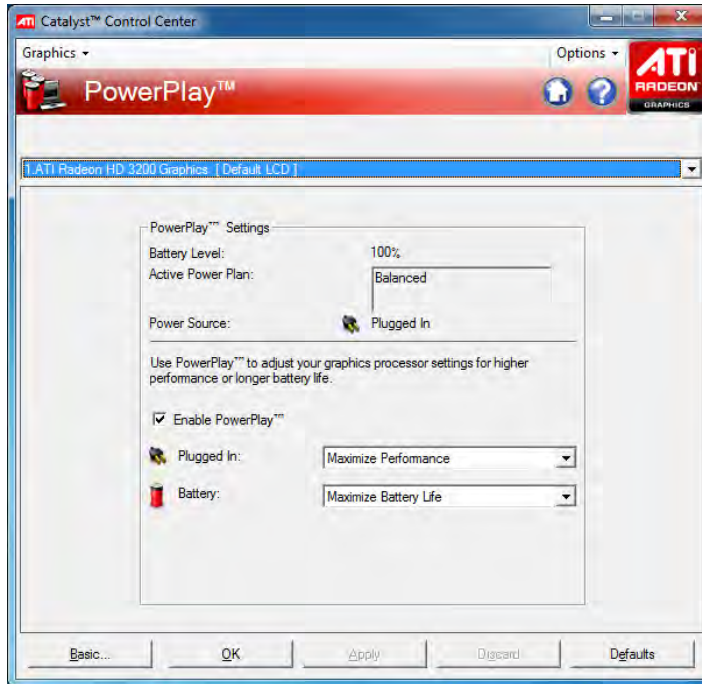 ATI Catalyst™ Control Center
Graphics
Options
ATI
RADEON
GRAPHICS
PowerPlay™
1.ATI Radeon HD 3200 Graphics [ Default LCD ]
PowerPlay™ Settings
Battery Level: 100%
Active Power Plan: Balanced
Power Source: Plugged In
Use PowerPlay™ to adjust your graphics processor settings for higher
performance or longer battery life.
Enable PowerPlay™
Plugged In: Maximize Performance
Battery: Maximize Battery Life
Basic... OK Apply Discard Defaults